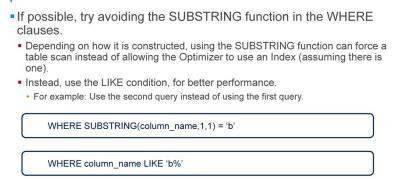 If possible, try avoiding the SUBSTRING function in the WHERE
clauses.
Depending on how it is constructed, using the SUBSTRING function can force a
table scan instead of allowing the Optimizer to use an Index (assuming there is
one).
Instead, use the LIKE condition, for better performance.
For example: Use the second query instead of using the first query.
WHERE SUBSTRING(column_name,1,1) = ‘b’
WHERE column_name LIKE ‘b%’